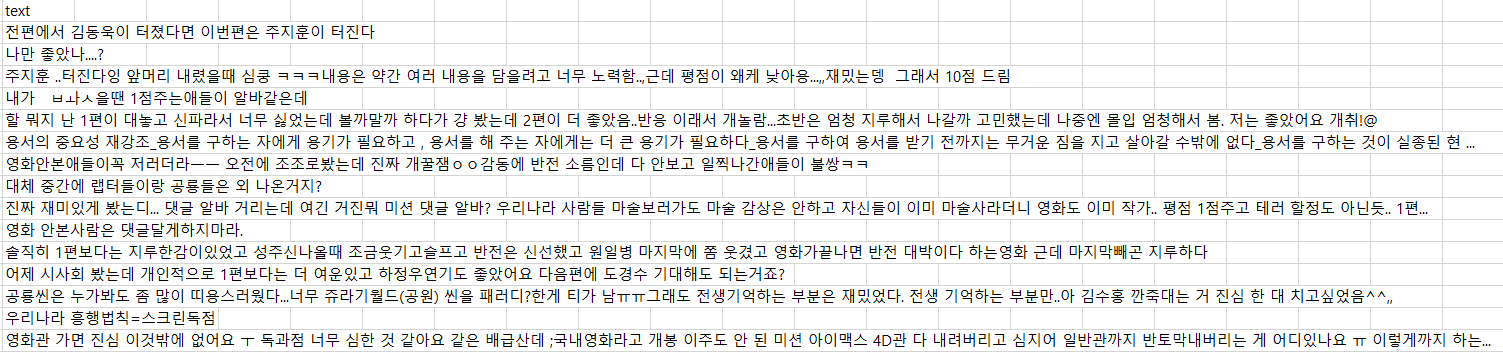 text
전편에서 김동욱이 터졌다면 이번편은 주지훈이 터진다
나만 좋았나....?
주지훈 ..터진다잉 앞머리 내렸을때 심쿵 ㅋㅋㅋ내용은 약간 여러 내용을 담을려고 너무 노력함..,근데 평점이 왜케 낮아용...,,재밌는뎅 그래서 10점 드림
내가 ㅂㅘㅅ을땐 1점주는애들이 알바같은데
할 뭐지 난 1편이 대놓고 신파라서 너무 싫었는데 볼까말까 하다가 걍 봤는데 2편이 더 좋았음..반응 이래서 개놀람...초반은 엄청 지루해서 나갈까 고민했는데 나중엔 몰입 엄청해서 봄. 저는 좋았어요 개취!@
용서의 중요성 재강조_용서를 구하는 자에게 용기가 필요하고 , 용서를 해 주는 자에게는 더 큰 용기가 필요하다_용서를 구하여 용서를 받기 전까지는 무거운 짐을 지고 살아갈 수밖에 없다_용서를 구하는 것이 실종된 현 ...
영화안본애들이꼭 저러더라ㅡㅡ 오전에 조조로봤는데 진짜 개꿀잼ㅇㅇ감동에 반전 소름인데 다 안보고 일찍나간애들이 불쌍ㅋㅋ
대체 중간에 랩터들이랑 공룡들은 외 나온거지?
진짜 재미있게 봤는디... 댓글 알바 거리는데 여긴 거진뭐 미션 댓글 알바? 우리나라 사람들 마술보러가도 마술 감상은 안하고 자신들이 이미 마술사라더니 영화도 이미 작가.. 평점 1점주고 테러 할정도 아닌듯.. 1편...
영화 안본사람은 댓글달게하지마라.
솔직히 1편보다는 지루한감이있었고 성주신나올때 조금웃기고슬프고 반전은 신선했고 원일병 마지막에 쫌 웃겼고 영화가끝나면 반전 대박이다 하는영화 근데 마지막빼곤 지루하다
어제 시사회 봤는데 개인적으로 1편보다는 더 여운있고 하정우연기도 좋았어요 다음편에 도경수 기대해도 되는거죠?
공룡씬은 누가봐도 좀 많이 띠용스러웠다...너무 쥬라기월드(공원) 씬을 패러디?한게 티가 남ㅠㅠ그래도 전생기억하는 부분은 재밌었다. 전생 기억하는 부분만..아 김수홍 깐죽대는 거 진심 한 대 치고싶었음^^,,
우리나라 흥행법칙=스크린독점
영화관 가면 진심 이것밖에 없어요 ㅜ 독과점 너무 심한 것 같아요 같은 배급산데 ;국내영화라고 개봉 이주도 안 된 미션 아이맥스 4D관 다 내려버리고 심지어 일반관까지 반토막내버리는 게 어디있나요 ㅠ 이렇게까지 하는...